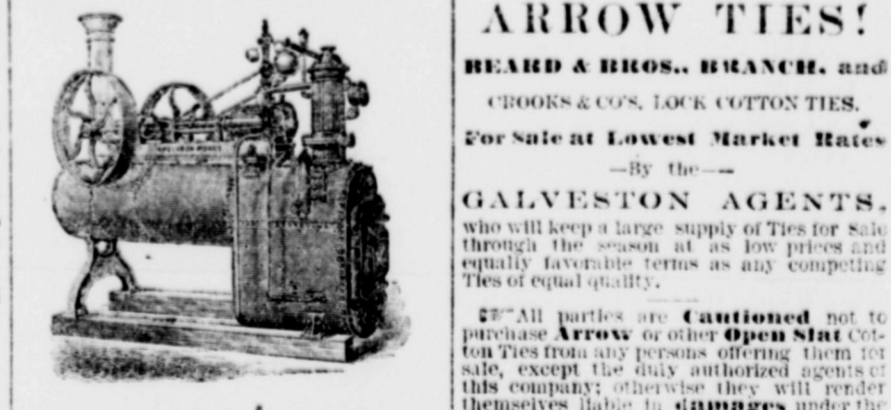 ARROW TIES!
BEARD & BROS., BRANCH, and
CROOKS & CO'S. LOCK COTTON TIES.
For Sale at Lowest Market Rates
—By the—
GALVESTON AGENTS,
who will keep a large supply of Ties for Sale
through the season at as low prices and
equally favorable terms as any competing
Ties of equal quality.
☞All parties are Cautioned not to
purchase Arrow or other Open Slat Cot-
ton Ties from any persons offering them for
sale, except the duly authorized agents of
this company; otherwise they will render
themselves liable to damages under the